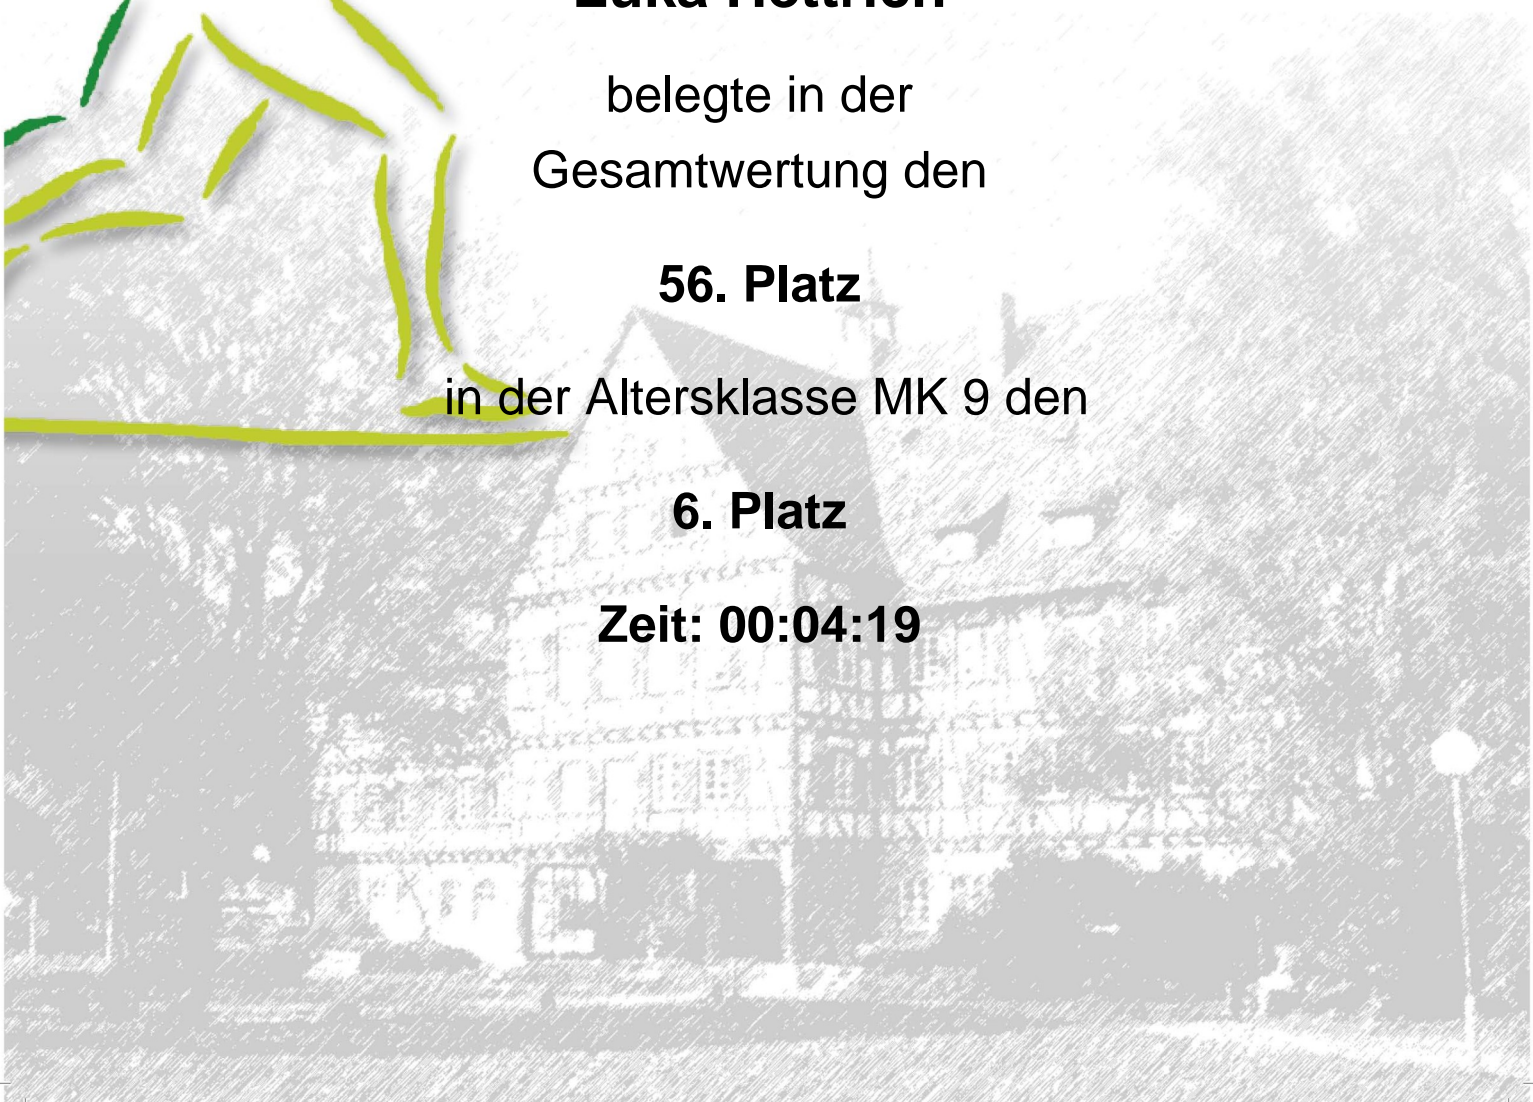 belegte in der
Gesamtwertung den
56. Platz
in der Altersklasse MK 9 den
6. Platz
Zeit: 00:04:19